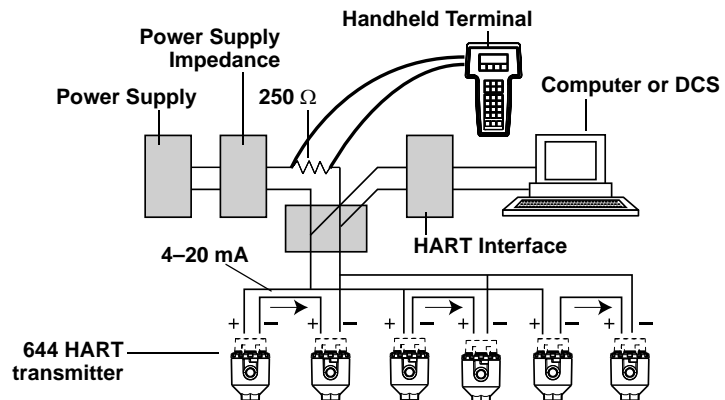 Handheld Terminal
Power Supply
Impedance
Power Supply
250 Ω
Computer or DCS
HART Interface
4–20 mA
+ – + – + – + – + – + –
644 HART
transmitter